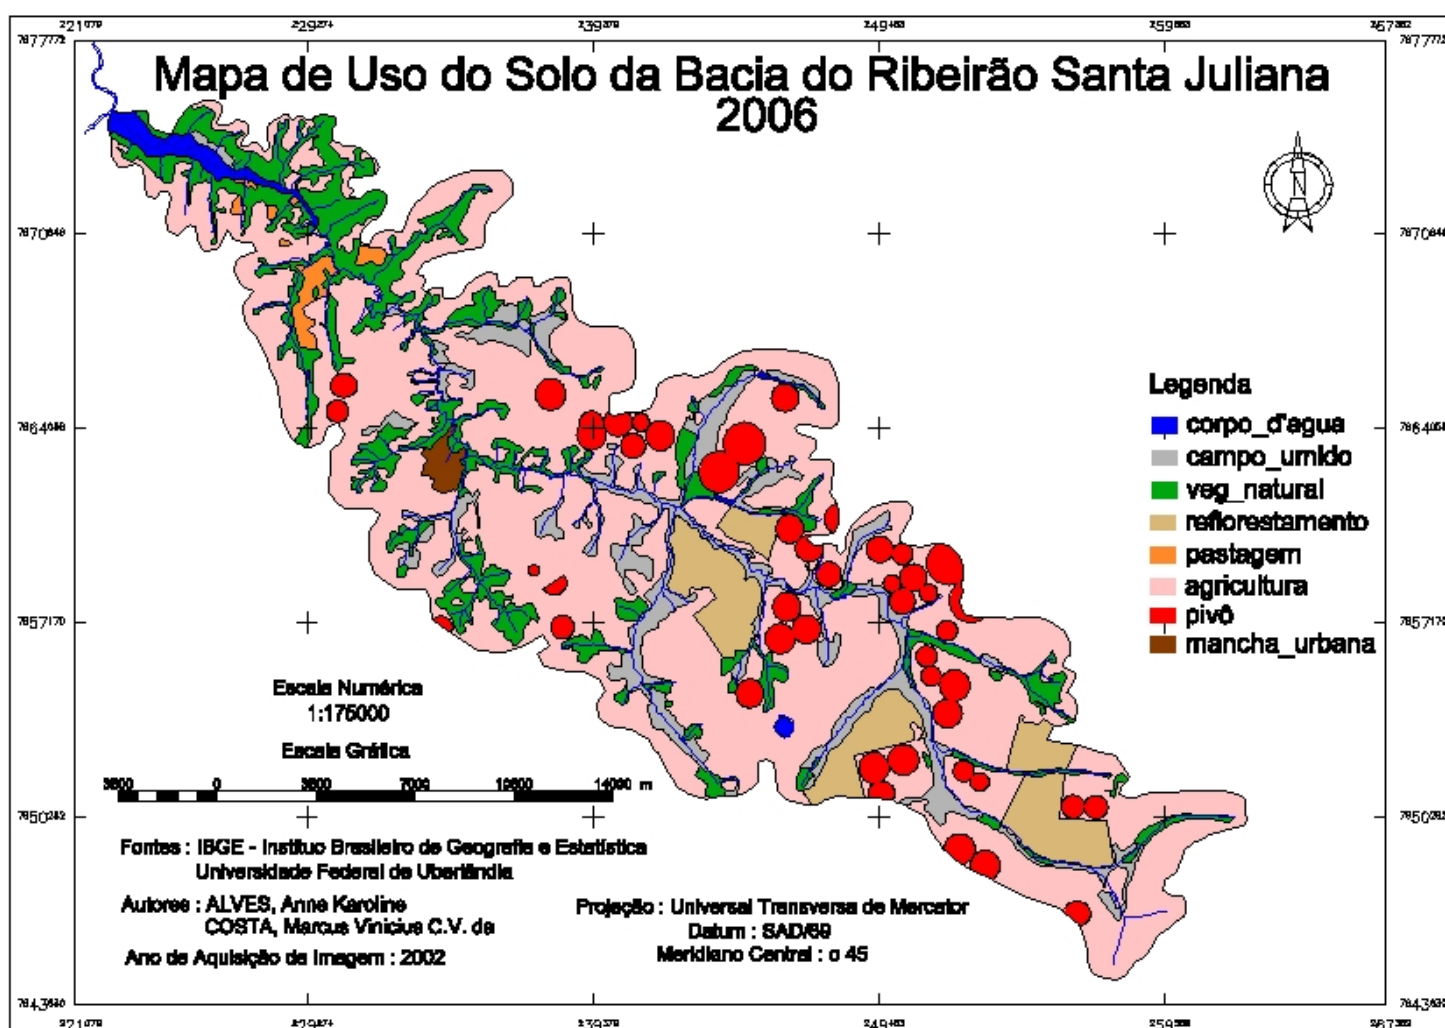 Mapa de Uso do Solo da Bacia do Ribeirão Santa Juliana
2006
N
Legenda
corpo_d'agua
campo_umido
veg_natural
reflorestamento
pastagem
agricultura
pivô
mancha_urbana
Escala Numérica
1:175000
Escala Gráfica
3500 0 3500 7000 10500 14000 m
Fontes : IBGE - Instituo Brasileiro de Geografia e Estatística
Universidade Federal de Uberlândia
Autores : ALVES, Anne Karoline
COSTA, Marcus Vinicius C.V. da
Ano de Aquisição da Imagem : 2002
Projeção : Universal Transversa de Mercator
Datum : SAD/69
Meridiano Central : o 45